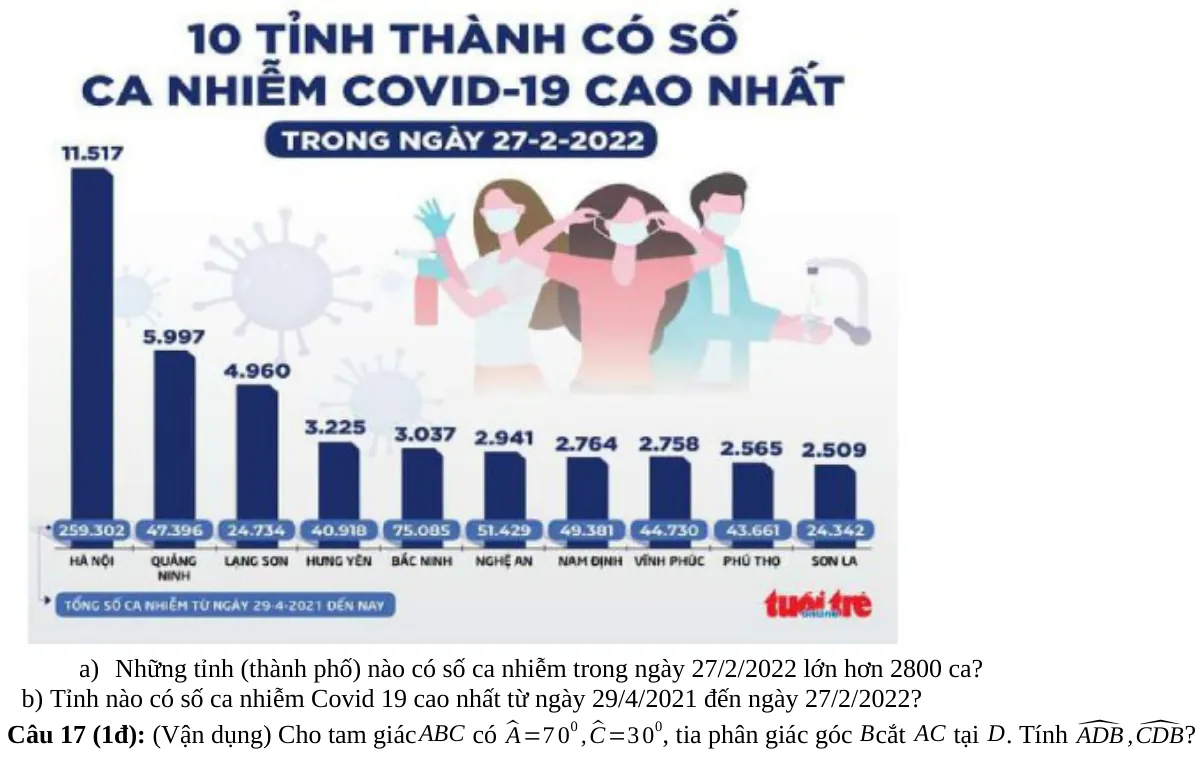 10 TỈNH THÀNH CÓ SỐ
CA NHIỄM COVID-19 CAO NHẤT
TRONG NGÀY 27-2-2022
11.517
5.997
4.960
3.225
3.037
2.941
2.764
2.758
2.565
2.509
259.302 47.396 24.734 40.918 75.085 51.429 49.381 44.730 43.661 24.342
HÀ NỘI QUẢNG NINH LẠNG SƠN HƯNG YÊN BẮC NINH NGHỆ AN NAM ĐỊNH VĨNH PHÚC PHÚ THỌ SƠN LA
TỔNG SỐ CA NHIỄM TỪ NGÀY 29-4-2021 ĐẾN NAY
tuổi trẻ
ONLINE
a) Những tỉnh (thành phố) nào có số ca nhiễm trong ngày 27/2/2022 lớn hơn 2800 ca?
b) Tỉnh nào có số ca nhiễm Covid 19 cao nhất từ ngày 29/4/2021 đến ngày 27/2/2022?
Câu 17 (1đ): (Vận dụng) Cho tam giác ABC có Â=70⁰, Ĉ=30⁰, tia phân giác góc B cắt AC tại D. Tính ADB, CDB?